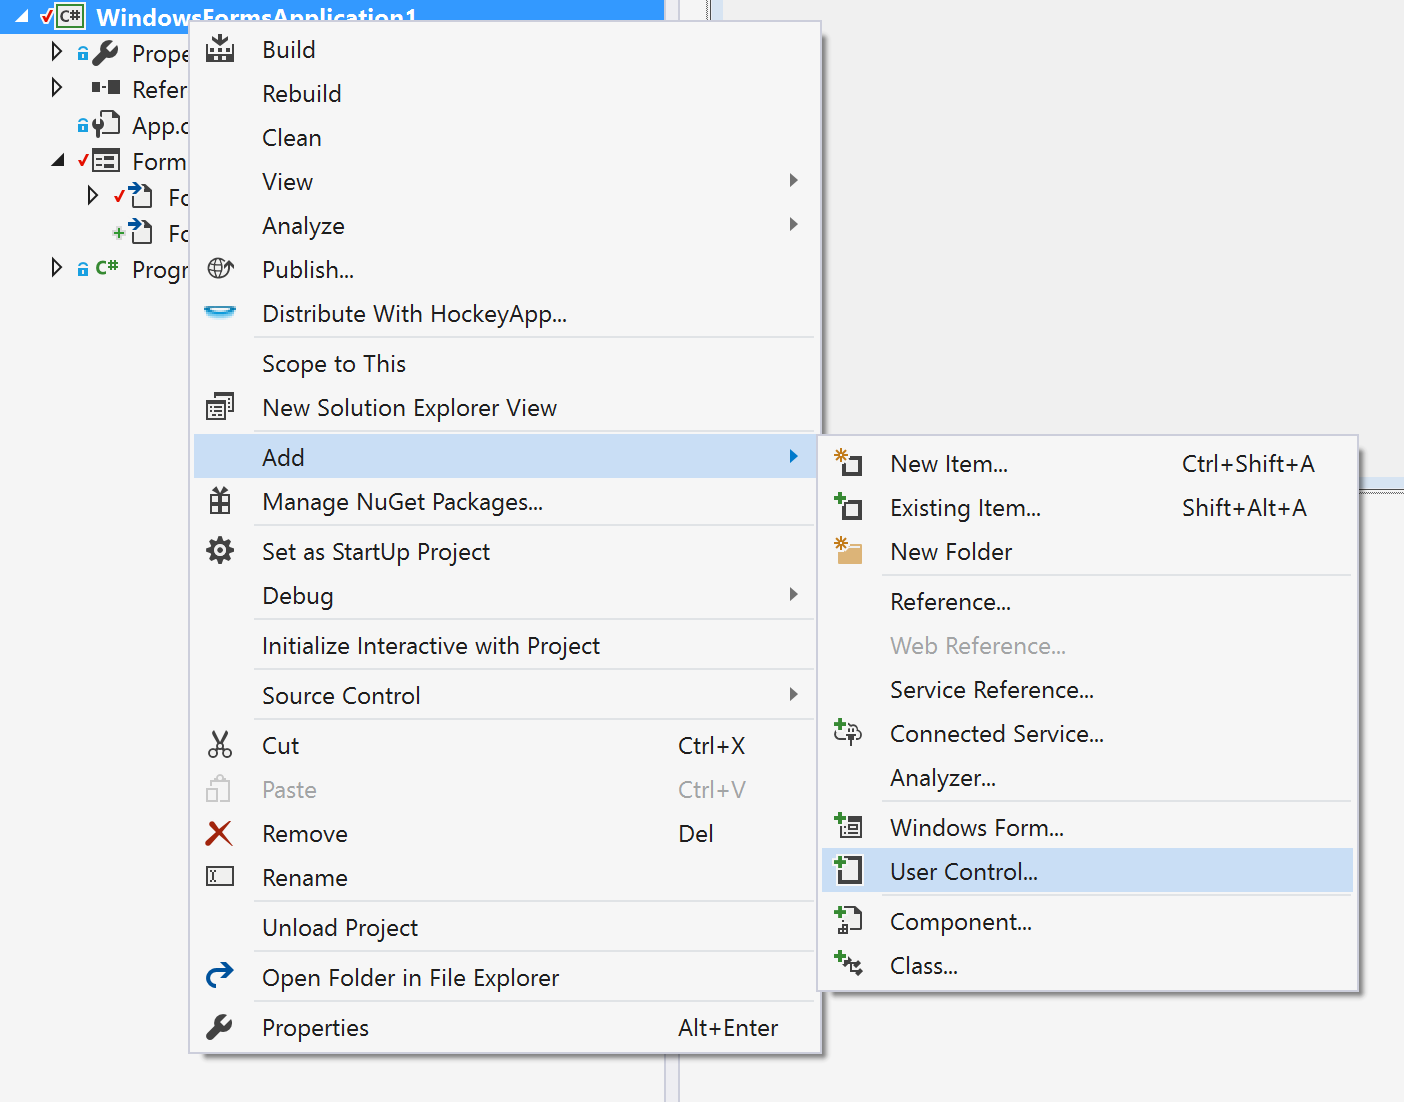 C# WindowsFormsApplication1
Build
Rebuild
Clean
View
Analyze
Publish...
Distribute With HockeyApp...
Scope to This
New Solution Explorer View
Add
Manage NuGet Packages...
Set as StartUp Project
Debug
Initialize Interactive with Project
Source Control
Cut Ctrl+X
Paste Ctrl+V
Remove Del
Rename
Unload Project
Open Folder in File Explorer
Properties Alt+Enter
Prope
Refer
App.c
Form
Fo
Fo
C# Progr
New Item... Ctrl+Shift+A
Existing Item... Shift+Alt+A
New Folder
Reference...
Web Reference...
Service Reference...
Connected Service...
Analyzer...
Windows Form...
User Control...
Component...
Class...